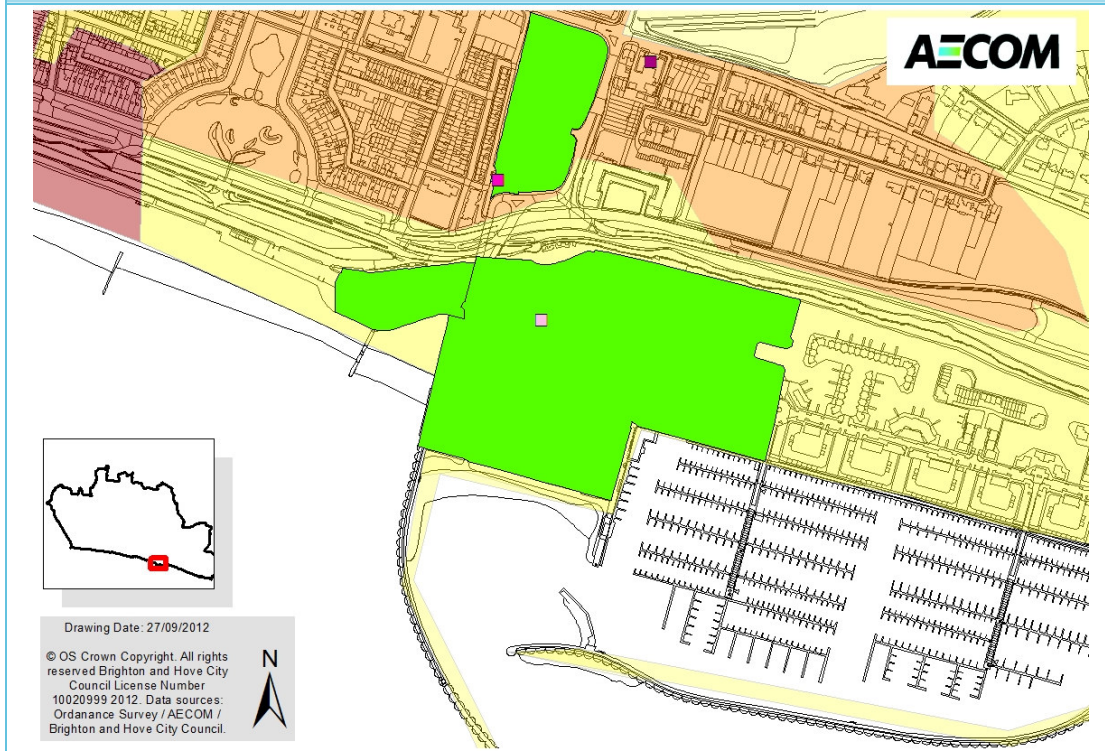 AECOM
Drawing Date: 27/09/2012
© OS Crown Copyright. All rights
reserved Brighton and Hove City
Council License Number
10020999 2012. Data sources:
Ordanance Survey / AECOM /
Brighton and Hove City Council.
N